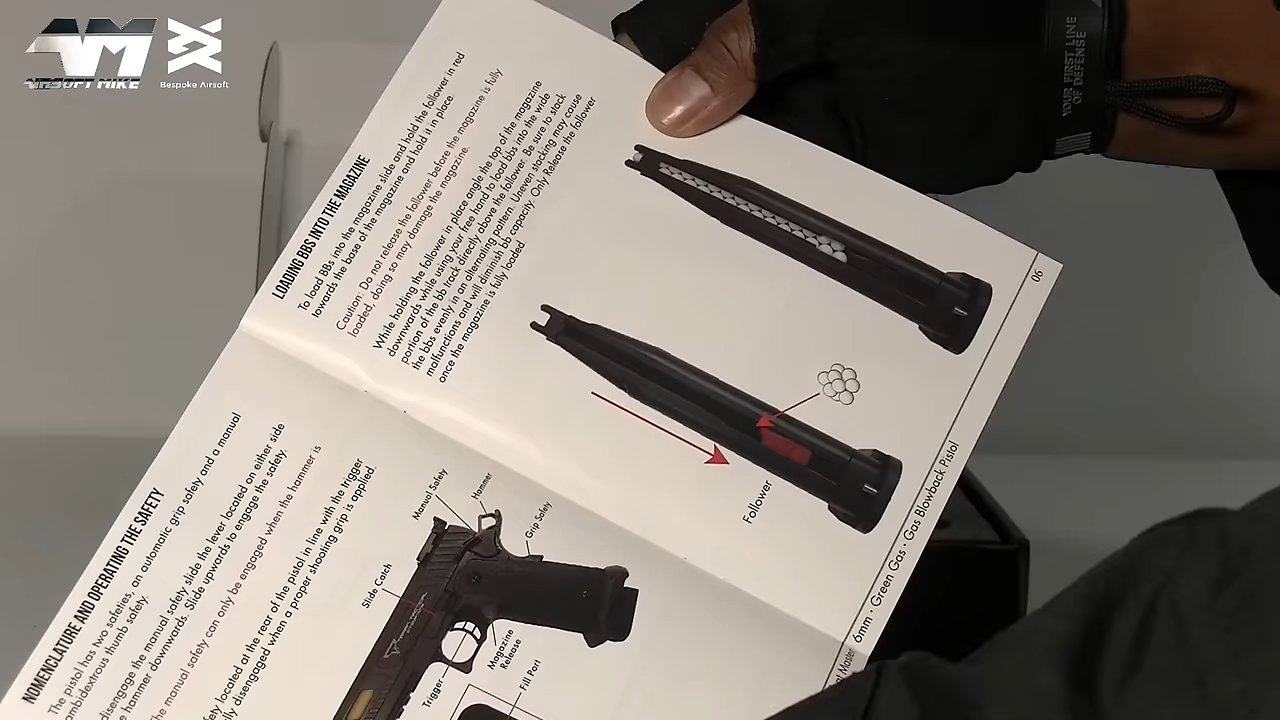 AM
AIRSOFT MIKE
Bespoke Airsoft
YOUR FIRST LINE
OF DEFENSE
LOADING BBS INTO THE MAGAZINE
To load BBs into the magazine slide and hold the follower in red
towards the base of the magazine and hold it in place.
Caution: Do not release the follower before the magazine is fully
loaded, doing so may damage the magazine.
While holding the follower in place angle the top of the magazine
downwards while using your free hand to load bbs into the wide
portion of the bb track directly above the follower. Be sure to stack
the bbs evenly in an alternating pattern. Uneven stocking may cause
malfunctions and will diminish bb capacity. Only Release the follower
once the magazine is fully loaded.
Follower
06
NOMENCLATURE AND OPERATING THE SAFETY
The pistol has two safeties, an automatic grip safety and a manual
ambidextrous thumb safety.
disengage the manual safety slide the lever located on either side
hammer downwards. Slide upwards to engage the safety.
The manual safety can only be engaged when the hammer is
located at the rear of the pistol in line with the trigger
disengaged when a proper shooting grip is applied.
Manual Safety
Hammer
Grip Safety
Slide Catch
Magazine
Release
Trigger
Fill Port
6mm • Green Gas • Gas Blowback Pistol